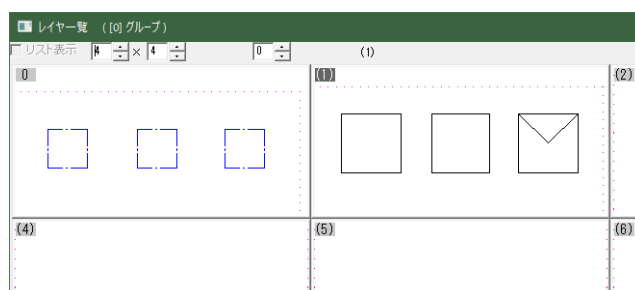 レイヤ一覧 ([0]グループ)
リスト表示 4 × 4 0 (1)
0 (1) (2)
(4) (5) (6)